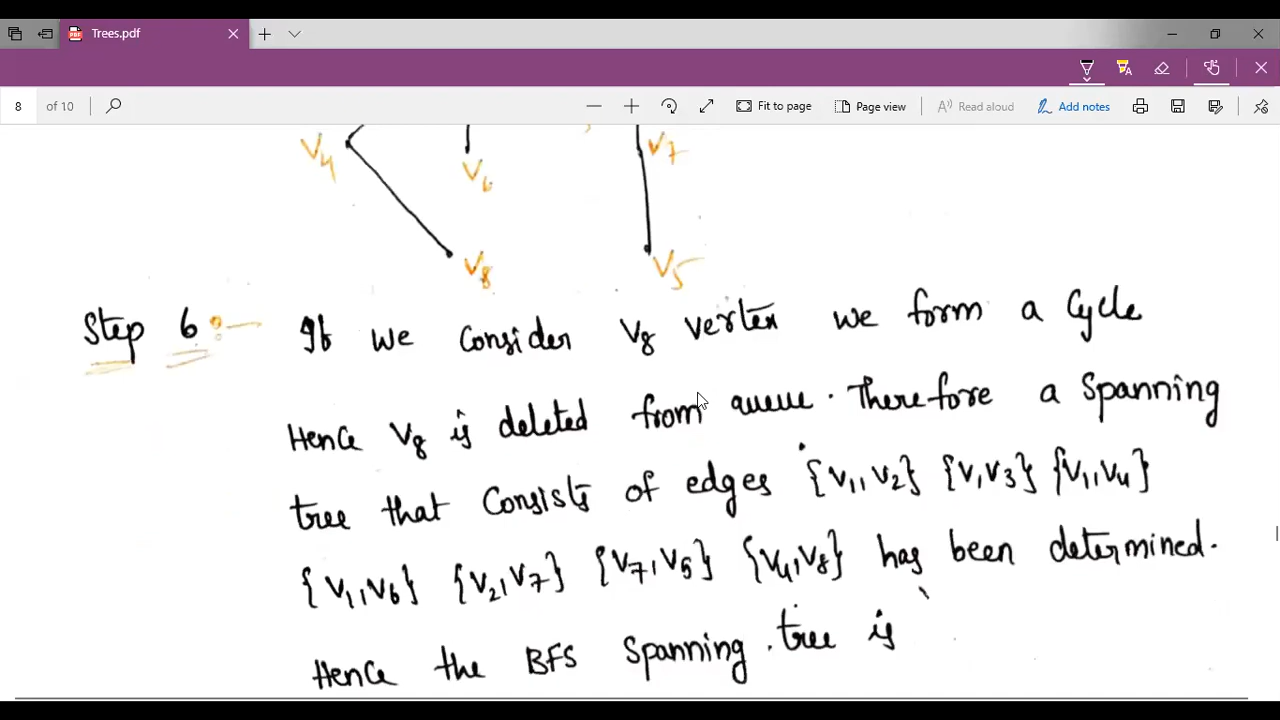 Trees.pdf
8 of 10 Fit to page Page view Read aloud Add notes
V4 V6 V7
V8 V5
Step 6:- If we consider V8 vertex we form a cycle
Hence V8 is deleted from queue. Therefore a spanning
tree that consists of edges {V1,V2} {V1V3} {V1,V4}
{V1,V6} {V2,V7} {V7,V5} {V4,V8} has been determined.
Hence the BFS spanning tree is